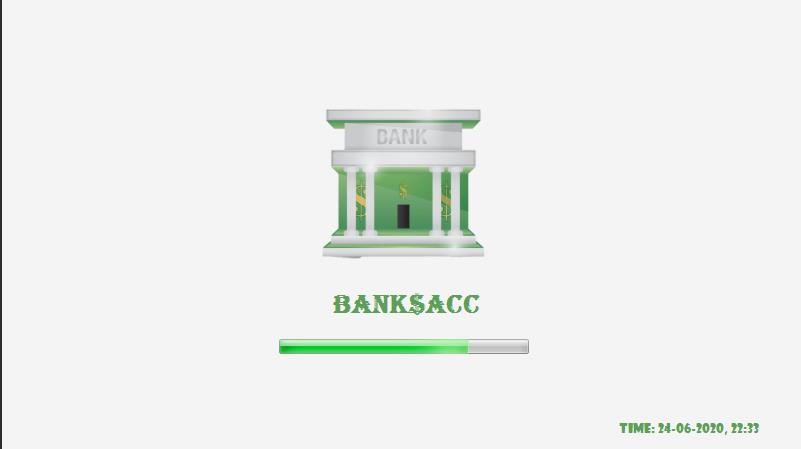 BANK
$
$ $
BANK$ACC
TIME: 24-06-2020, 22:33